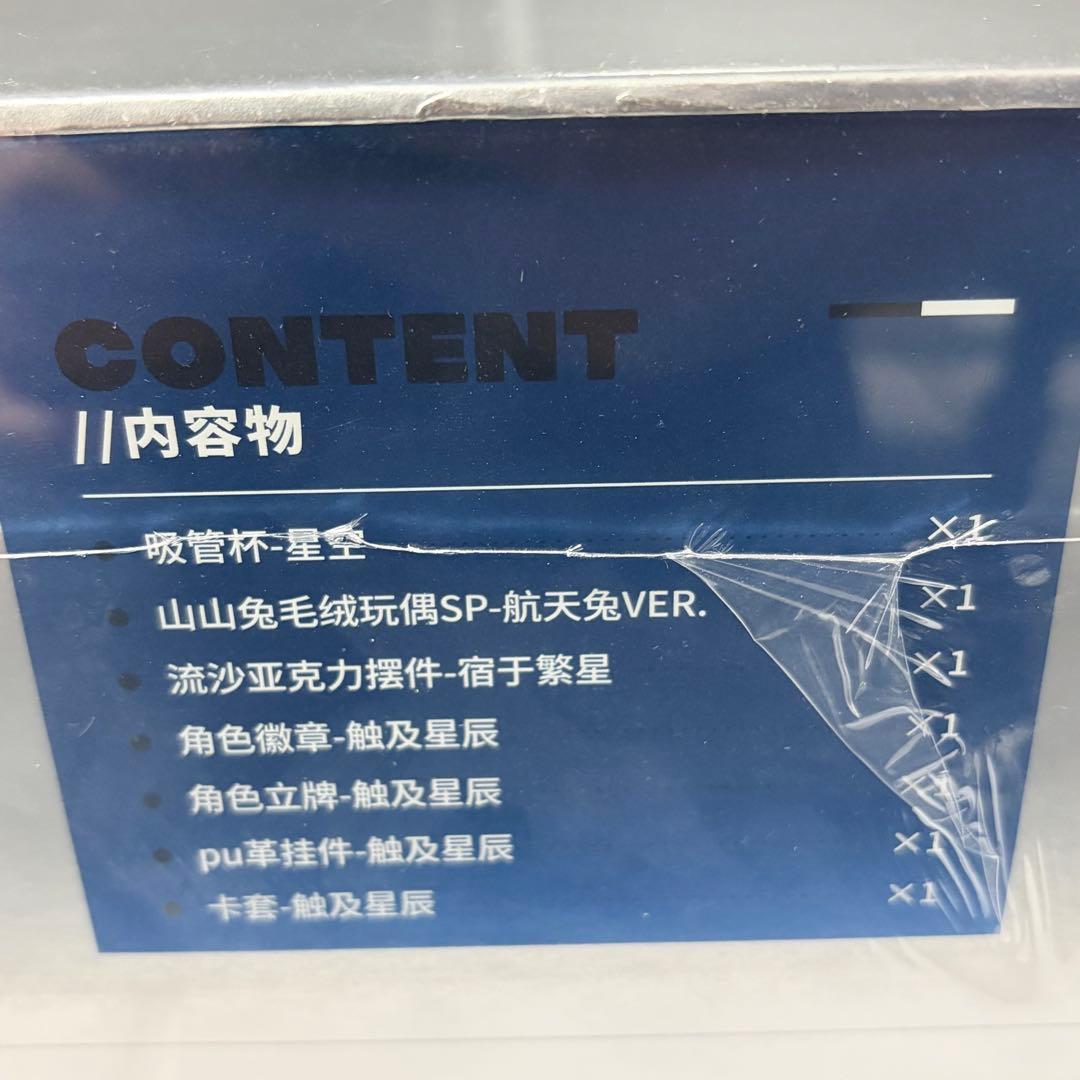 CONTENT
//内容物
吸管杯-星空 ×1
山山兔毛绒玩偶SP-航天兔VER. ×1
流沙亚克力摆件-宿于繁星 ×1
角色徽章-触及星辰 ×1
角色立牌-触及星辰 ×1
pu革挂件-触及星辰 ×1
卡套-触及星辰 ×1